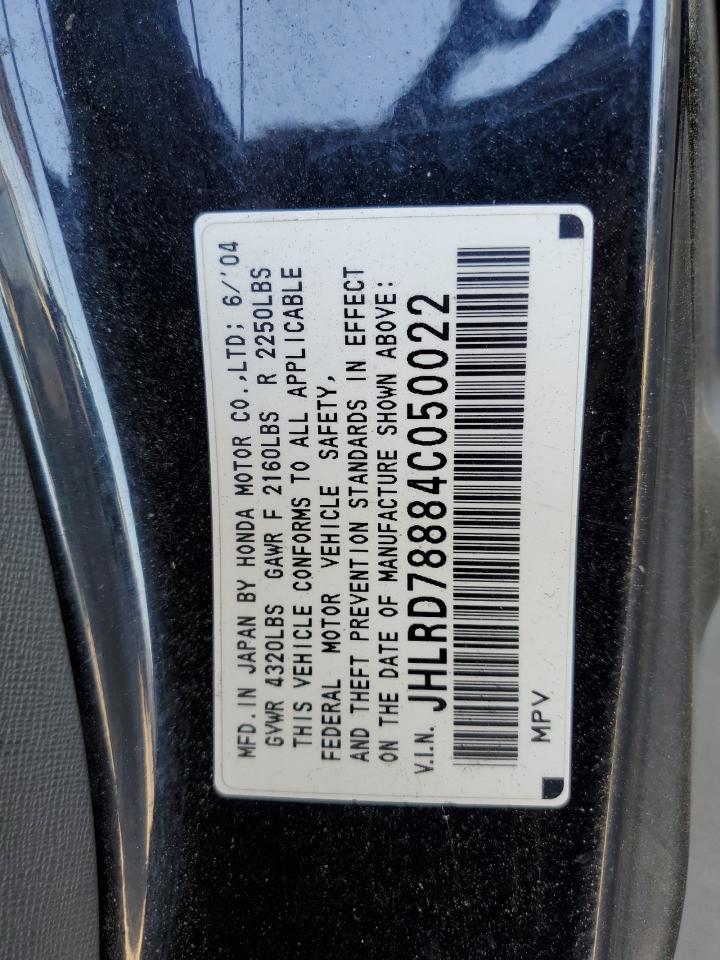 MFD. IN JAPAN BY HONDA MOTOR CO.,LTD; 6/'04
GVWR 4320LBS GAWR F 2160LBS R 2250LBS
THIS VEHICLE CONFORMS TO ALL APPLICABLE
FEDERAL MOTOR VEHICLE SAFETY,
AND THEFT PREVENTION STANDARDS IN EFFECT
ON THE DATE OF MANUFACTURE SHOWN ABOVE:
V.I.N. JHLRD78884C050022
MPV